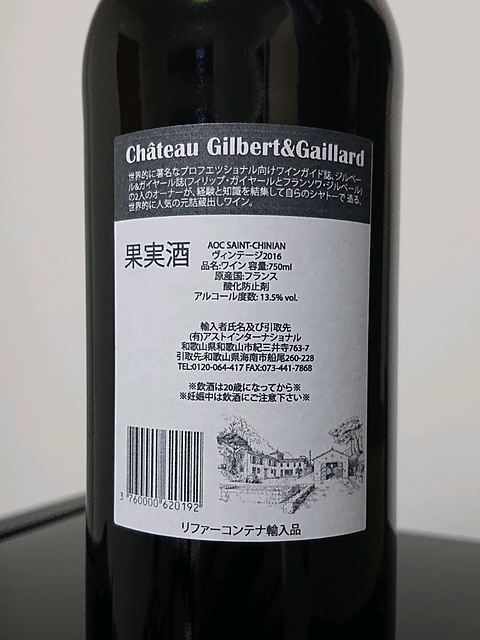 Château Gilbert&Gaillard
世界的に著名なプロフエツショナル向けワインガイド誌、ジルベー
ル&ガイヤール誌(フィリップ・ガイヤールとフランソワ・ジルベール)
の2人のオーナーが、経験と知識を結集して自らのシャトーで造る、
世界的に人気の元詰蔵出しワイン。
果実酒
AOC SAINT-CHINIAN
ヴィンテージ2016
品名:ワイン 容量:750ml
原産国:フランス
酸化防止剤
アルコール度数: 13.5% vol.
輸入者氏名及び引取先
(有)アストインターナショナル
和歌山県和歌山市紀三井寺763-7
引取先:和歌山県海南市船尾260-228
TEL:0120-064-417 FAX:073-441-7868
※飲酒は20歳になってから※
※妊娠中は飲酒にご注意下さい※
3 760000 620192
リファーコンテナ輸入品